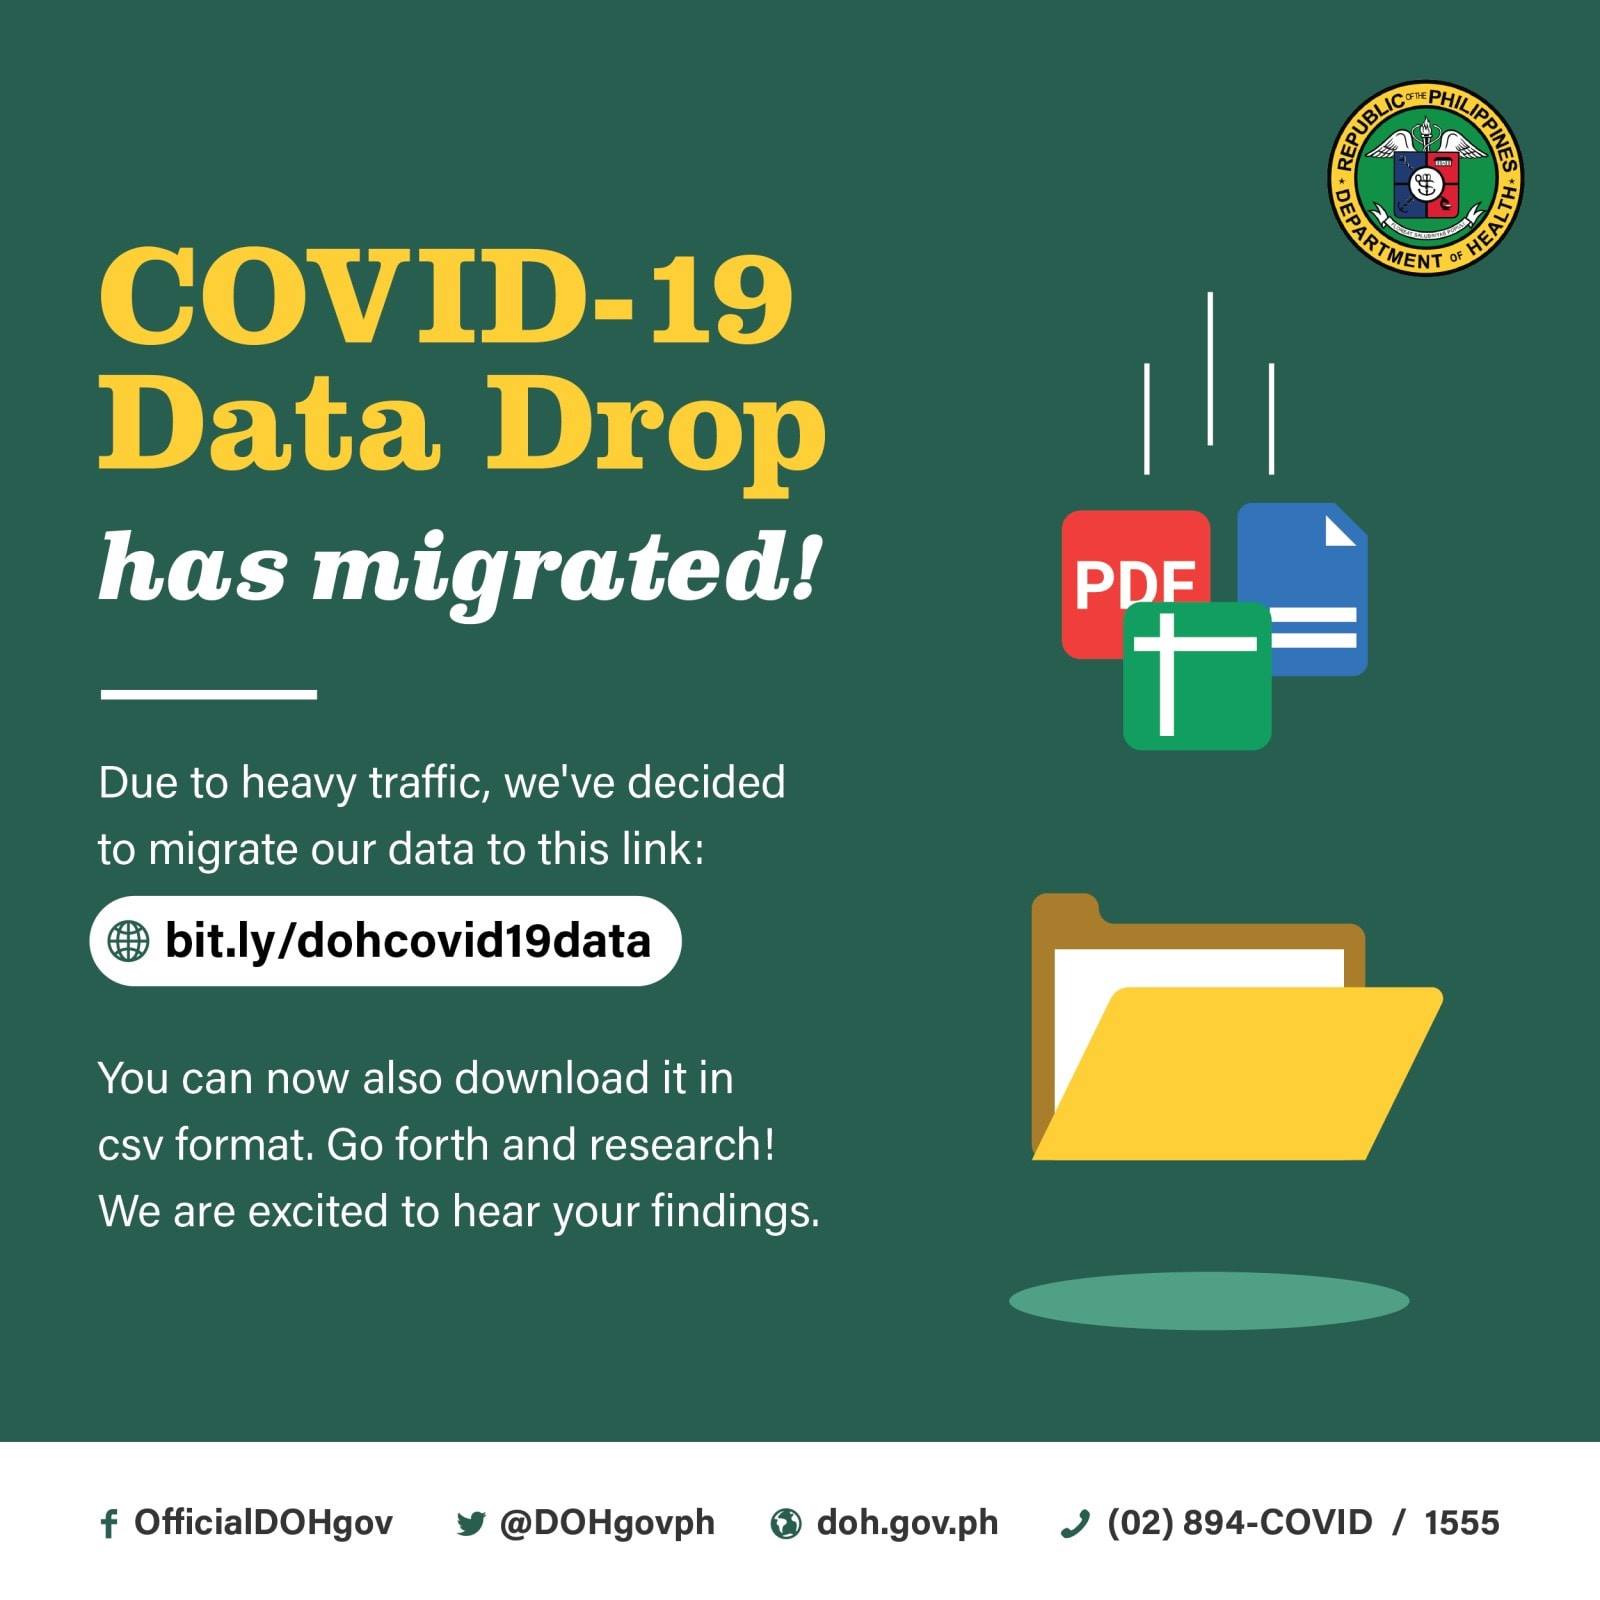 REPUBLIC OF THE PHILIPPINES
DEPARTMENT OF HEALTH
COVID-19
Data Drop
has migrated!
PDF
Due to heavy traffic, we've decided
to migrate our data to this link:
bit.ly/dohcovid19data
You can now also download it in
csv format. Go forth and research!
We are excited to hear your findings.
OfficialDOHgov @DOHgovph doh.gov.ph (02) 894-COVID / 1555